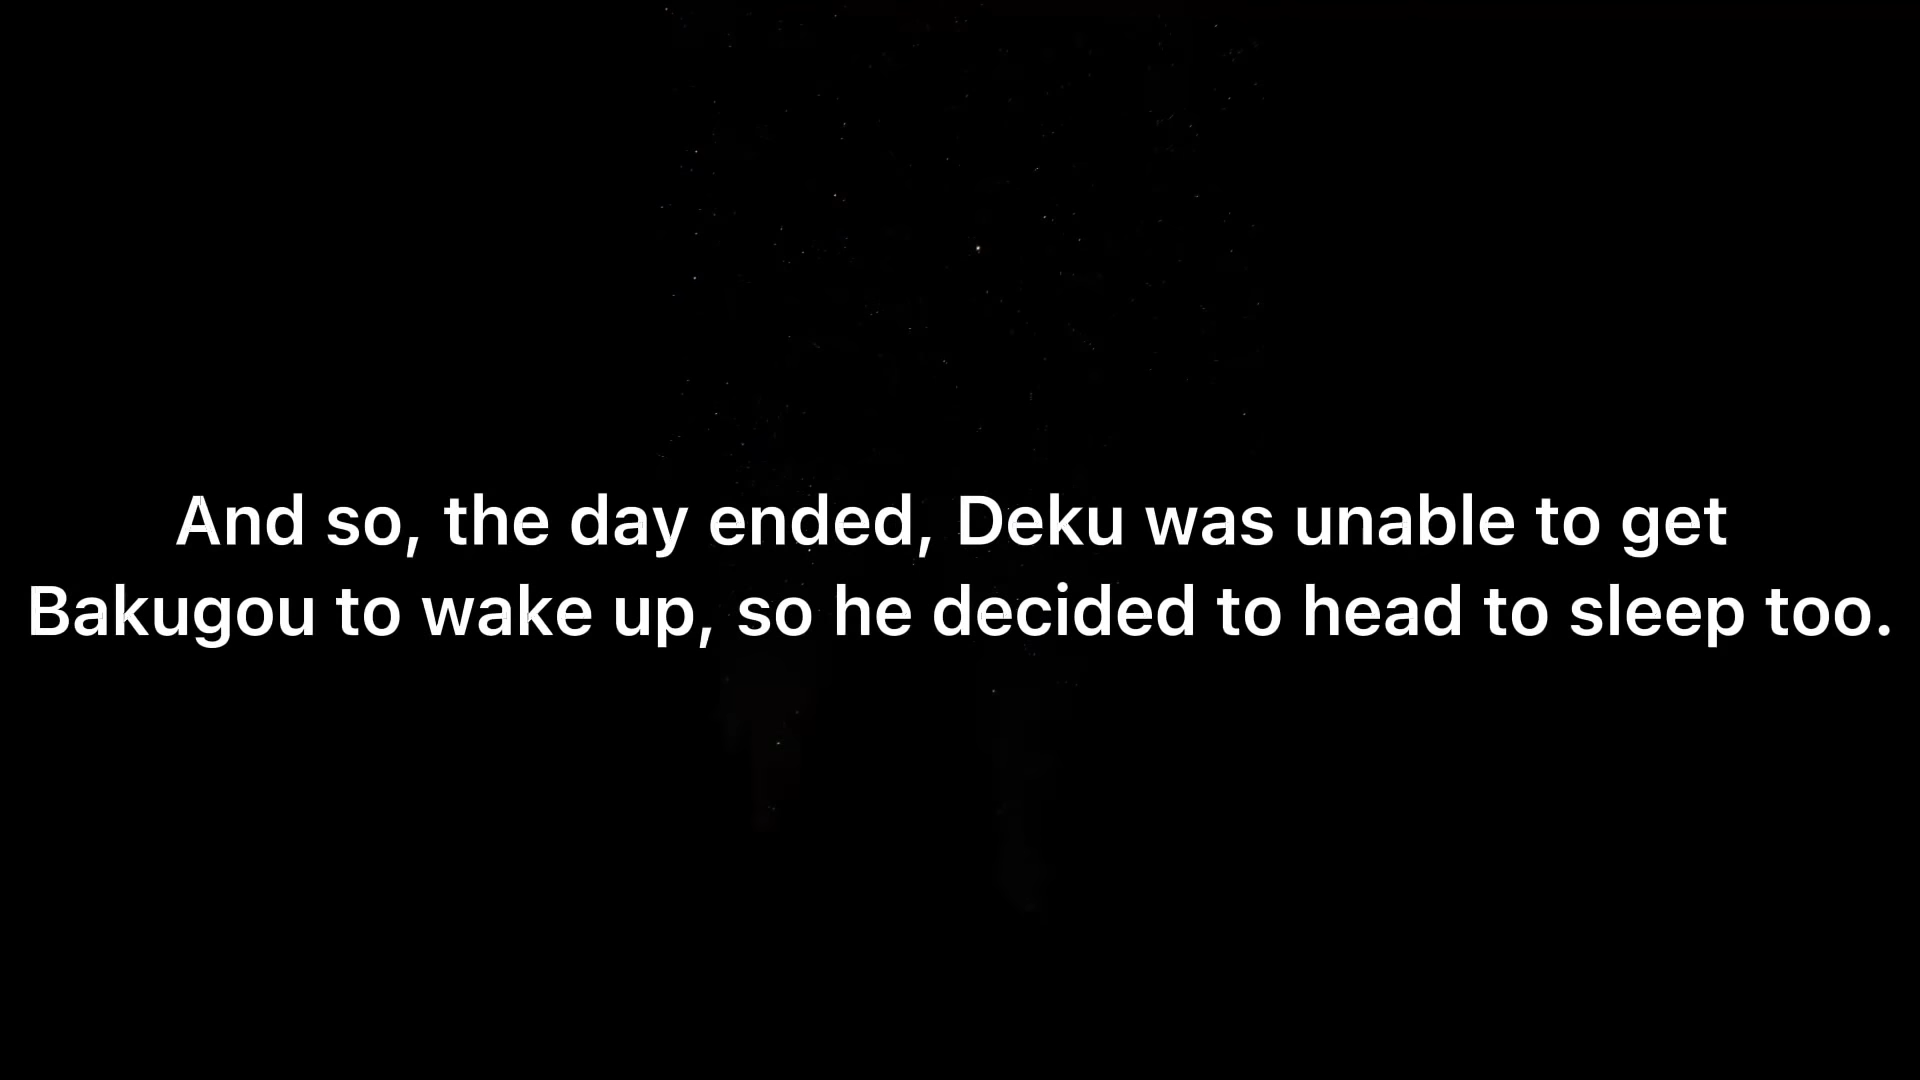 And so, the day ended, Deku was unable to get
Bakugou to wake up, so he decided to head to sleep too.